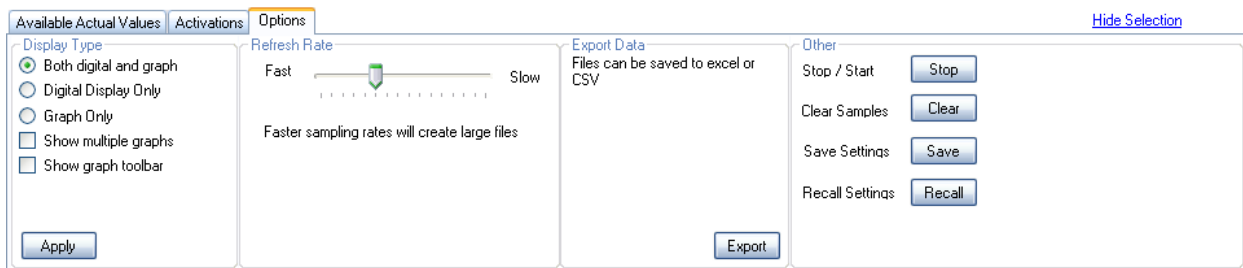 Available Actual Values Activations Options Hide Selection
Display Type
Both digital and graph
Digital Display Only
Graph Only
Show multiple graphs
Show graph toolbar
Apply
Refresh Rate
Fast Slow
Faster sampling rates will create large files
Export Data
Files can be saved to excel or
CSV
Export
Other
Stop / Start Stop
Clear Samples Clear
Save Settings Save
Recall Settings Recall